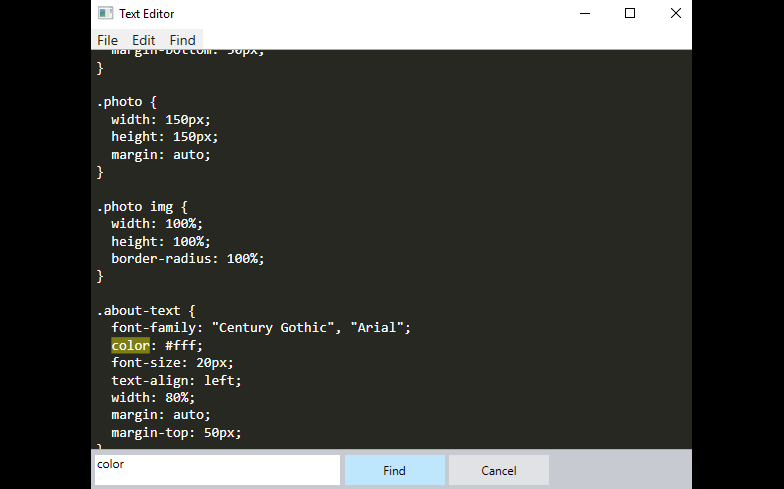 Text Editor
File Edit Find
margin-bottom: 50px;
}
.photo {
  width: 150px;
  height: 150px;
  margin: auto;
}
.photo img {
  width: 100%;
  height: 100%;
  border-radius: 100%;
}
.about-text {
  font-family: "Century Gothic", "Arial";
  color: #fff;
  font-size: 20px;
  text-align: left;
  width: 80%;
  margin: auto;
  margin-top: 50px;
}
color Find Cancel